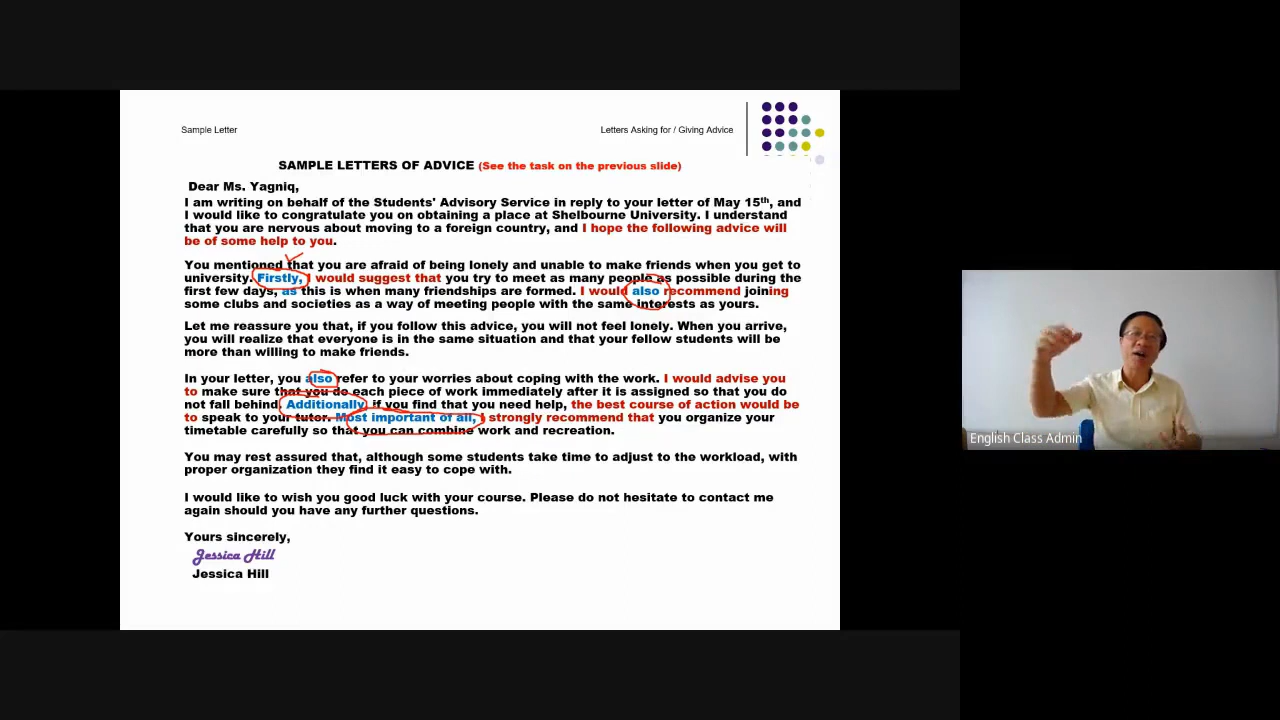 Sample Letter
Letters Asking for / Giving Advice
SAMPLE LETTERS OF ADVICE (See the task on the previous slide)
Dear Ms. Yagniq,
I am writing on behalf of the Students' Advisory Service in reply to your letter of May 15th, and
I would like to congratulate you on obtaining a place at Shelbourne University. I understand
that you are nervous about moving to a foreign country, and I hope the following advice will
be of some help to you.
You mentioned that you are afraid of being lonely and unable to make friends when you get to
university. Firstly, I would suggest that you try to meet as many people as possible during the
first few days, as this is when many friendships are formed. I would also recommend joining
some clubs and societies as a way of meeting people with the same interests as yours.
Let me reassure you that, if you follow this advice, you will not feel lonely. When you arrive,
you will realize that everyone is in the same situation and that your fellow students will be
more than willing to make friends.
In your letter, you also refer to your worries about coping with the work. I would advise you
to make sure that you do each piece of work immediately after it is assigned so that you do
not fall behind. Additionally, if you find that you need help, the best course of action would be
to speak to your tutor. Most important of all, I strongly recommend that you organize your
timetable carefully so that you can combine work and recreation.
You may rest assured that, although some students take time to adjust to the workload, with
proper organization they find it easy to cope with.
I would like to wish you good luck with your course. Please do not hesitate to contact me
again should you have any further questions.
Yours sincerely,
Jessica Hill
Jessica Hill
English Class Admin